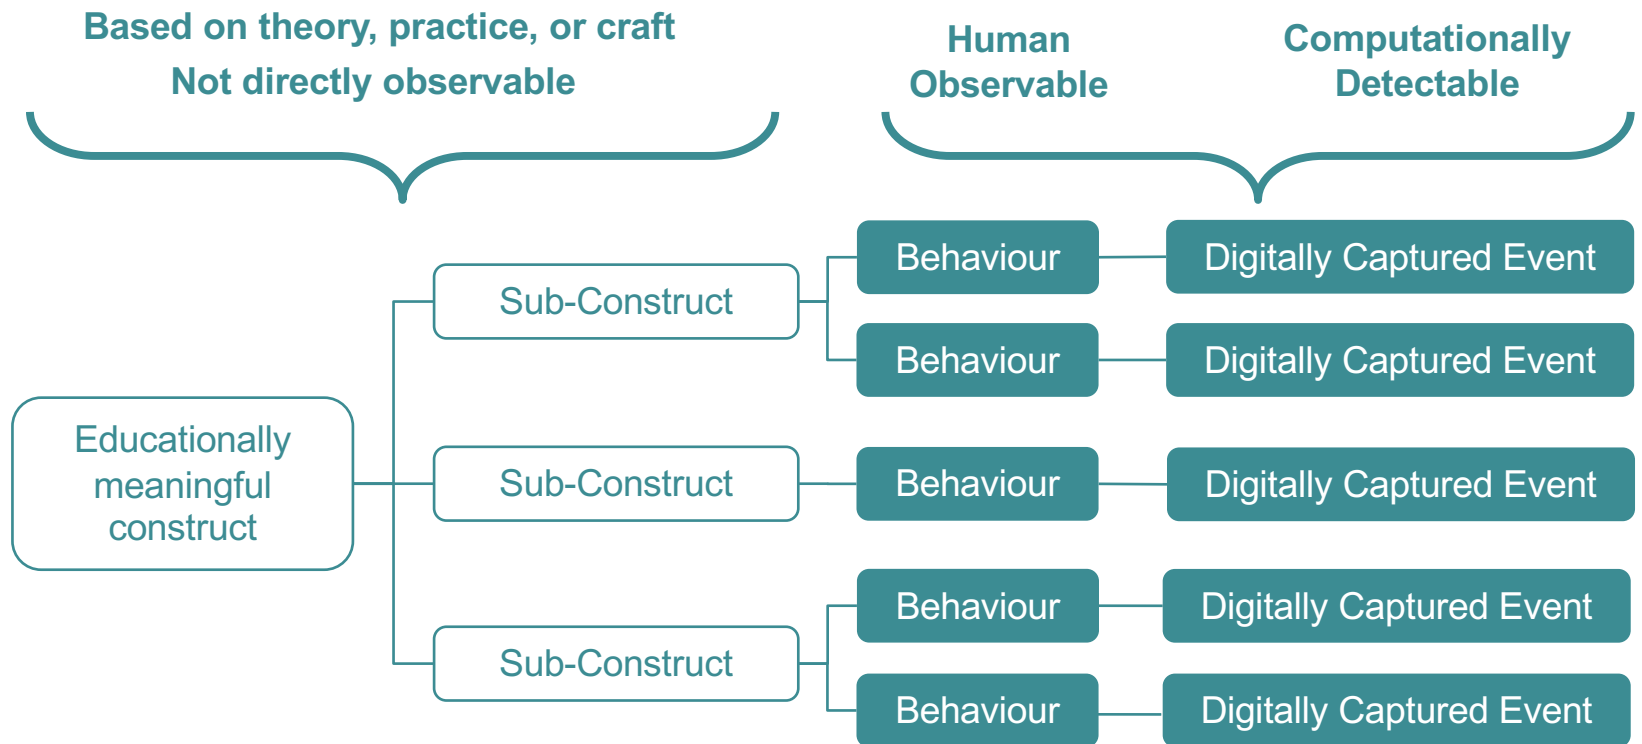 Based on theory, practice, or craft
Not directly observable
Human
Observable
Computationally
Detectable
Educationally
meaningful
construct
Sub-Construct
Behaviour
Digitally Captured Event
Behaviour
Digitally Captured Event
Sub-Construct
Behaviour
Digitally Captured Event
Sub-Construct
Behaviour
Digitally Captured Event
Behaviour
Digitally Captured Event